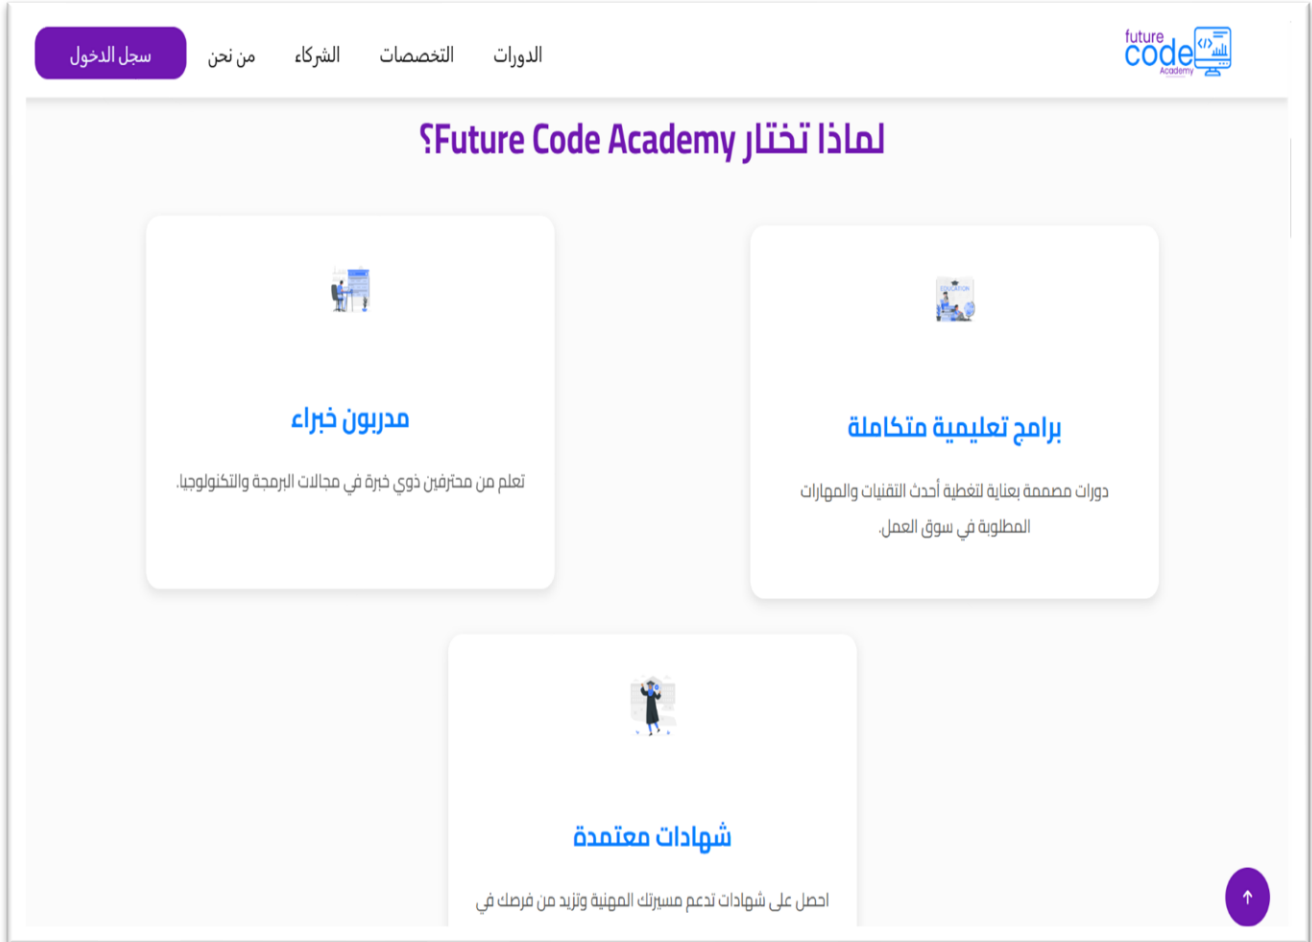 future
code
Academy
الدورات
التخصصات
الشركاء
من نحن
سجل الدخول
لماذا تختار Future Code Academy؟
EDUCATION
برامج تعليمية متكاملة
دورات مصممة بعناية لتغطية أحدث التقنيات والمهارات
المطلوبة في سوق العمل.
مدربون خبراء
تعلم من محترفين ذوي خبرة في مجالات البرمجة والتكنولوجيا.
شهادات معتمدة
احصل على شهادات تدعم مسيرتك المهنية وتزيد من فرصك في